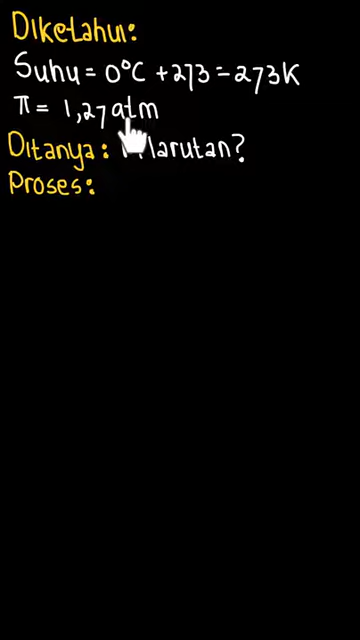 Diketahui:
Suhu = 0°C + 273 = 273K
π = 1,27 atm
Ditanya: M larutan?
Proses: